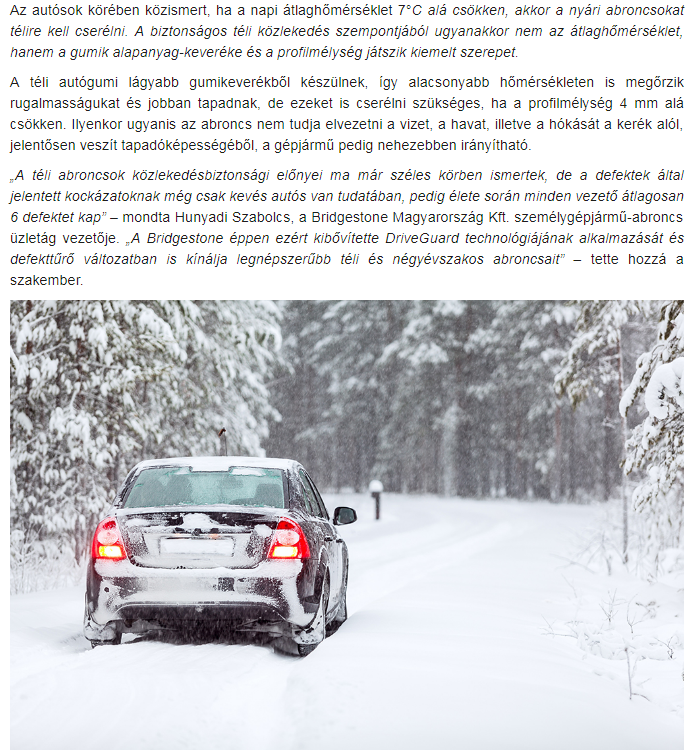 Az autósok körében közismert, ha a napi átlaghőmérséklet 7°C alá csökken, akkor a nyári abroncsokat
télire kell cserélni. A biztonságos téli közlekedés szempontjából ugyanakkor nem az átlaghőmérséklet,
hanem a gumik alapanyag-keveréke és a profilmélység játszik kiemelt szerepet.
A téli autógumi lágyabb gumikeverékből készülnek, így alacsonyabb hőmérsékleten is megőrzik
rugalmasságukat és jobban tapadnak, de ezeket is cserélni szükséges, ha a profilmélység 4 mm alá
csökken. Ilyenkor ugyanis az abroncs nem tudja elvezetni a vizet, a havat, illetve a hókását a kerék alól,
jelentősen veszít tapadóképességéből, a gépjármű pedig nehezebben irányítható.
„A téli abroncsok közlekedésbiztonsági előnyei ma már széles körben ismertek, de a defektek által
jelentett kockázatoknak még csak kevés autós van tudatában, pedig élete során minden vezető átlagosan
6 defektet kap” – mondta Hunyadi Szabolcs, a Bridgestone Magyarország Kft. személygépjármű-abroncs
üzletág vezetője. „A Bridgestone éppen ezért kibővítette DriveGuard technológiájának alkalmazását és
defekttűrő változatban is kínálja legnépszerűbb téli és négyévszakos abroncsait” – tette hozzá a
szakember.